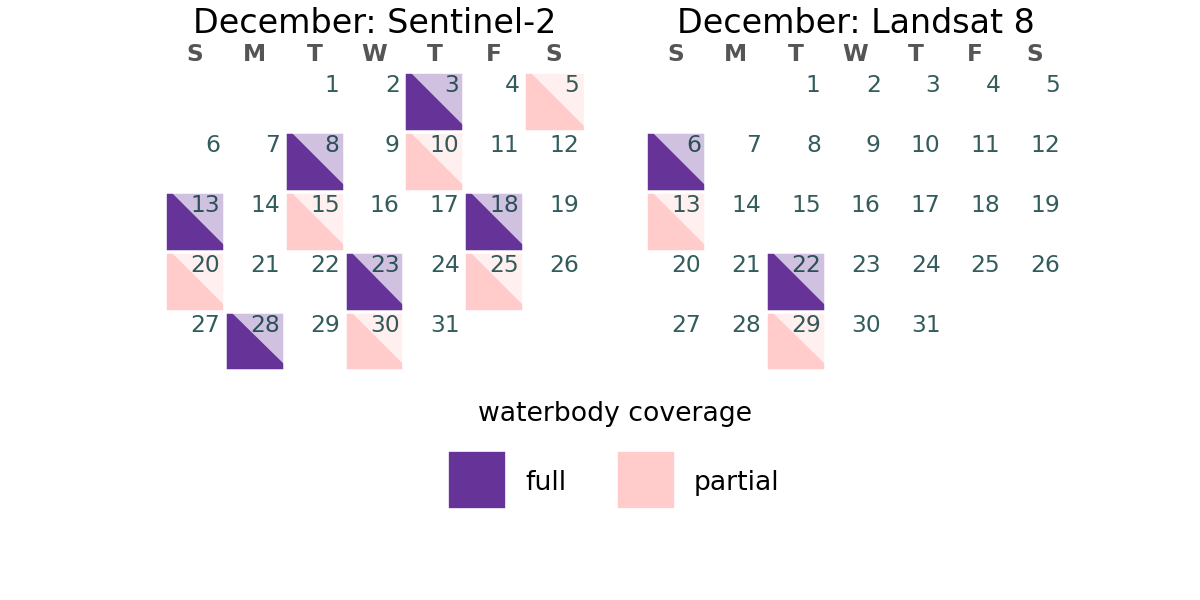 December: Sentinel-2
S M T W T F S
1 2 3 4 5
6 7 8 9 10 11 12
13 14 15 16 17 18 19
20 21 22 23 24 25 26
27 28 29 30 31
December: Landsat 8
S M T W T F S
1 2 3 4 5
6 7 8 9 10 11 12
13 14 15 16 17 18 19
20 21 22 23 24 25 26
27 28 29 30 31
waterbody coverage
full
partial